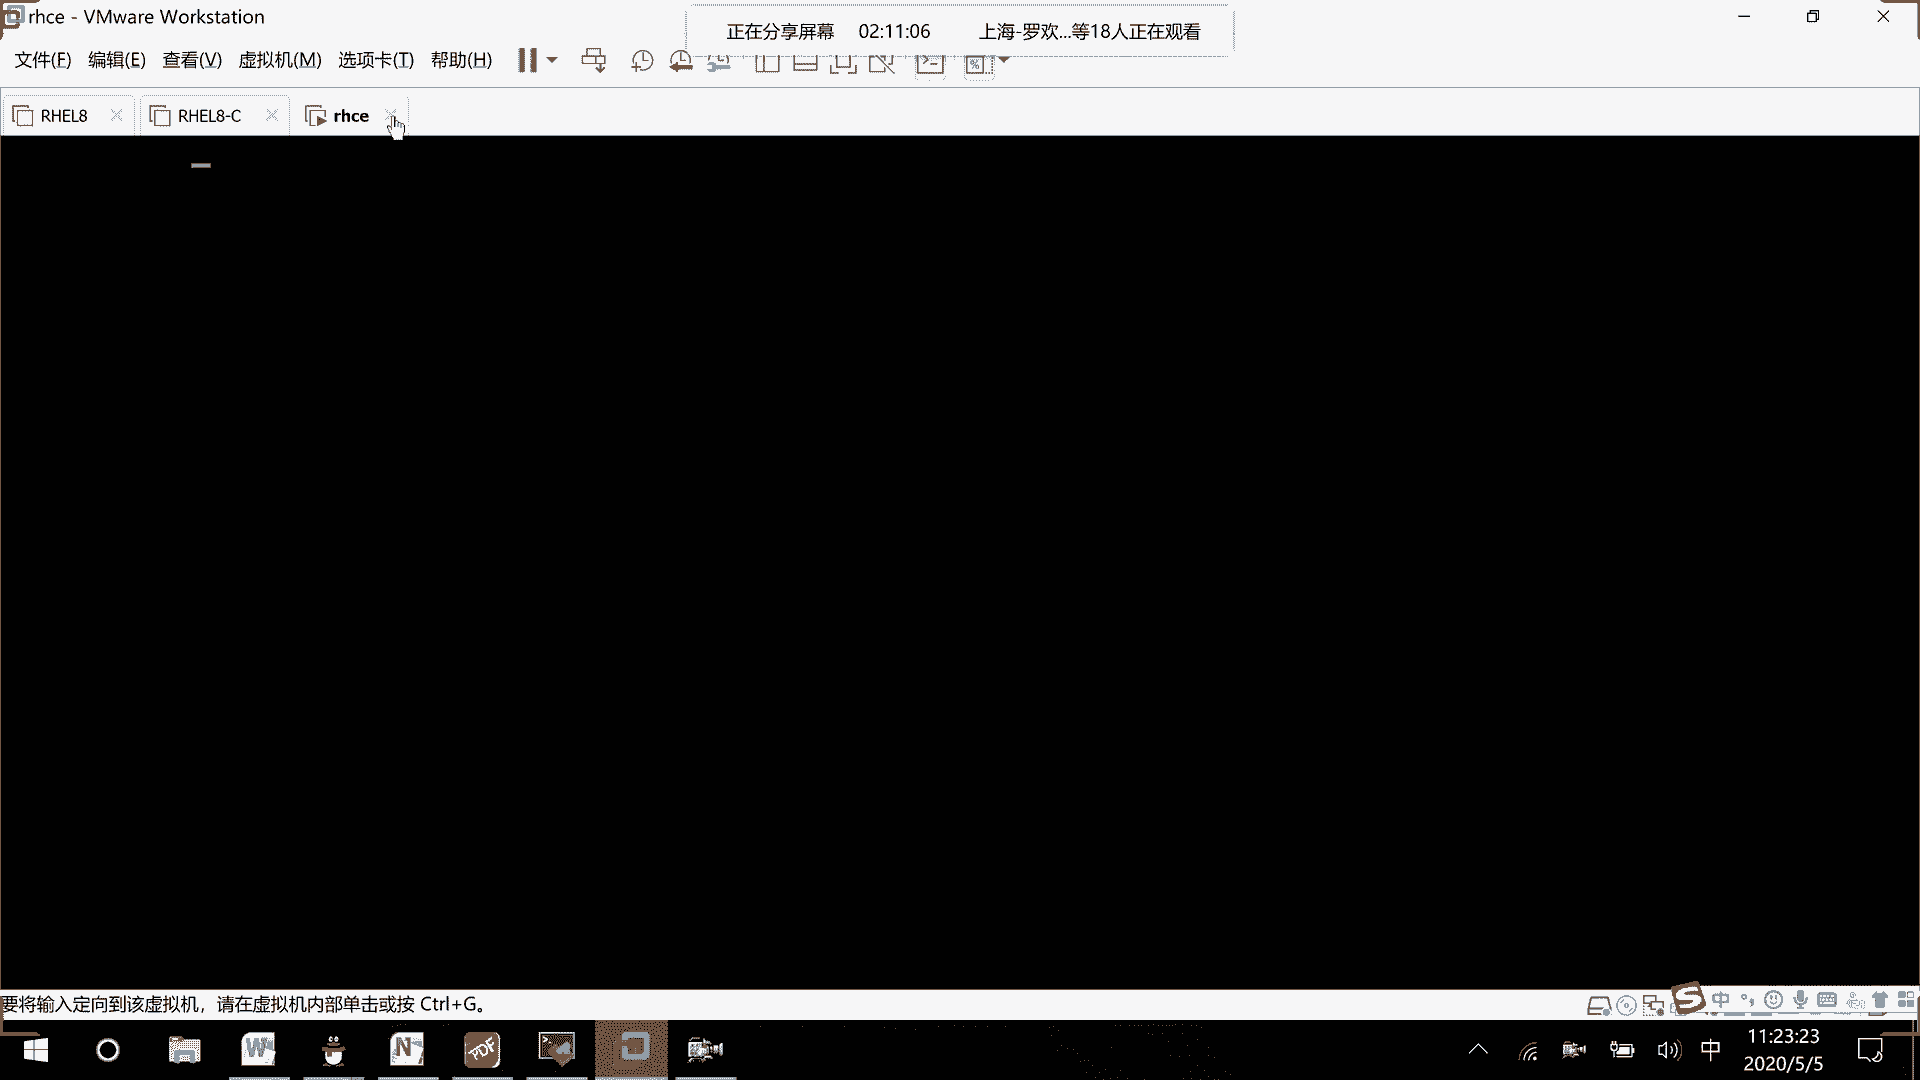 rhce - VMware Workstation
正在分享屏幕 02:11:06 上海-罗欢...等18人正在观看
文件(F) 编辑(E) 查看(V) 虚拟机(M) 选项卡(T) 帮助(H)
RHEL8 RHEL8-C rhce
要将输入定向到该虚拟机，请在虚拟机内部单击或按 Ctrl+G。
中
中 11:23:23
2020/5/5